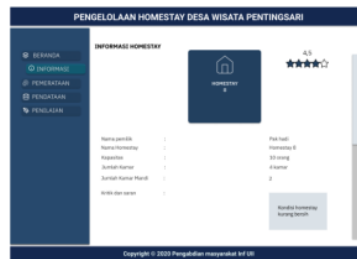 PENGELOLAAN HOMESTAY DESA WISATA PENTINGSARI
BERANDA
INFORMASI
PEMERATAAN
PENDATAAN
PENILAIAN
INFORMASI HOMESTAY
HOMESTAY
B
4,5
Nama pemilik : Pak hadi
Nama Homestay : Homestay B
Kapasitas : 10 orang
Jumlah Kamar : 4 kamar
Jumlah Kamar Mandi : 2
Kritik dan saran :
Kondisi homestay
kurang bersih
Copyright © 2020 Pengabdian masyarakat Inf UII